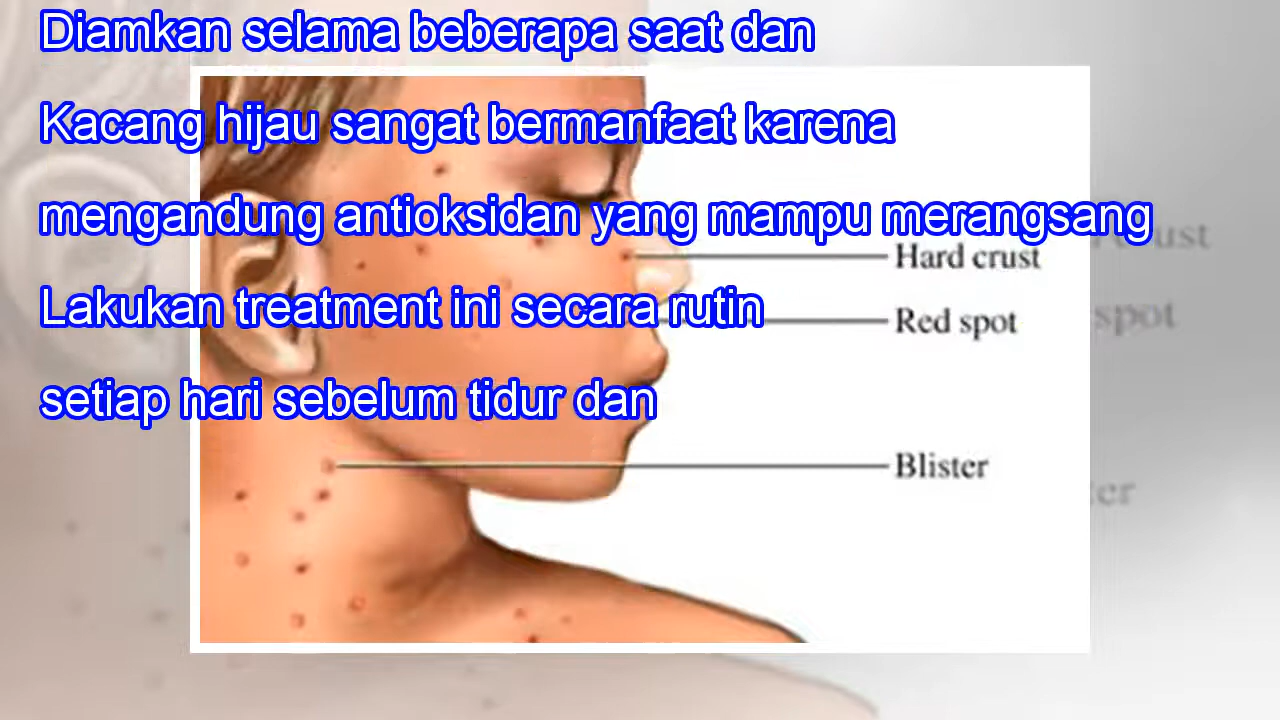 Diamkan selama beberapa saat dan
Kacang hijau sangat bermanfaat karena
mengandung antioksidan yang mampu merangsang
Hard crust
Lakukan treatment ini secara rutin
Red spot
setiap hari sebelum tidur dan
Blister